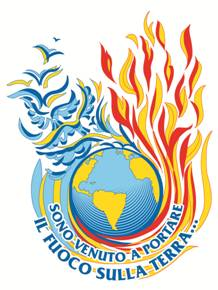 SONO VENUTO A PORTARE
IL FUOCO SULLA TERRA...